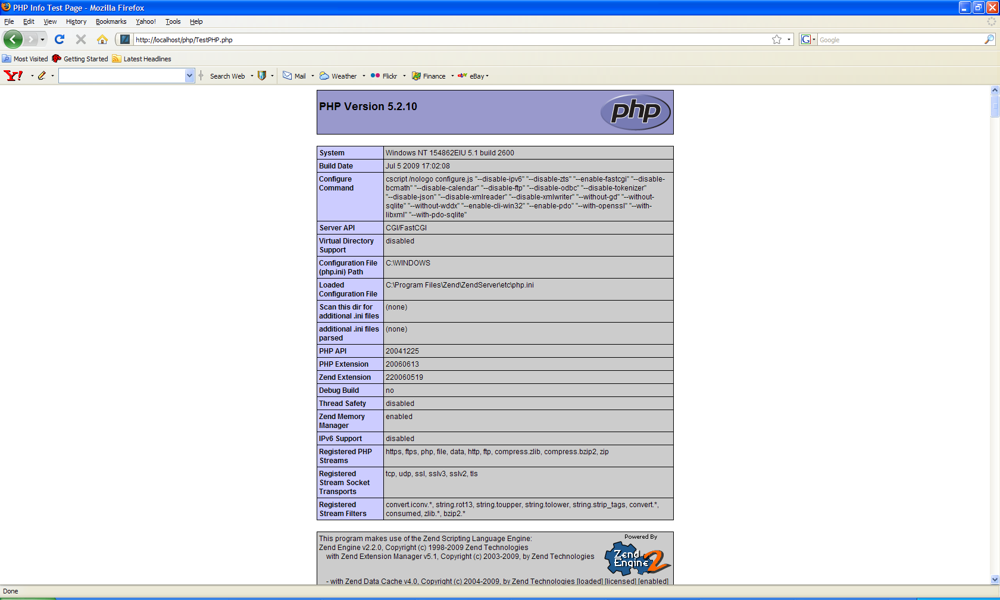 PHP Info Test Page - Mozilla Firefox
File Edit View History Bookmarks Yahoo! Tools Help
http://localhost/php/TestPHP.php
G Google
Most Visited Getting Started Latest Headlines
Y! Search Web Mail Weather Flickr Finance ebY eBay
PHP Version 5.2.10
php
System Windows NT 154862EIU 5.1 build 2600
Build Date Jul 5 2009 17:02:08
Configure Command cscript /nologo configure.js "--disable-ipv6" "--disable-zts" "--enable-fastcgi" "--disable-
bcmath" "--disable-calendar" "--disable-ftp" "--disable-odbc" "--disable-tokenizer"
"--disable-json" "--disable-xmlreader" "--disable-xmlwriter" "--without-gd" "--without-
sqlite" "--without-wddx" "--enable-cli-win32" "--enable-pdo" "--with-openssl" "--with-
libxml" "--with-pdo-sqlite"
Server API CGI/FastCGI
Virtual Directory Support disabled
Configuration File (php.ini) Path C:\WINDOWS
Loaded Configuration File C:\Program Files\Zend\ZendServer\etc\php.ini
Scan this dir for additional .ini files (none)
additional .ini files parsed (none)
PHP API 20041225
PHP Extension 20060613
Zend Extension 220060519
Debug Build no
Thread Safety disabled
Zend Memory Manager enabled
IPv6 Support disabled
Registered PHP Streams https, ftps, php, file, data, http, ftp, compress.zlib, compress.bzip2, zip
Registered Stream Socket Transports tcp, udp, ssl, sslv3, sslv2, tls
Registered Stream Filters convert.iconv.*, string.rot13, string.toupper, string.tolower, string.strip_tags, convert.*,
consumed, zlib.*, bzip2.*
This program makes use of the Zend Scripting Language Engine:
Zend Engine v2.2.0, Copyright (c) 1998-2009 Zend Technologies
with Zend Extension Manager v5.1, Copyright (c) 2003-2009, by Zend Technologies
Powered By
Zend
Engine 2
- with Zend Data Cache v4.0, Copyright (c) 2004-2009, by Zend Technologies [loaded] [licensed] [enabled]
Done